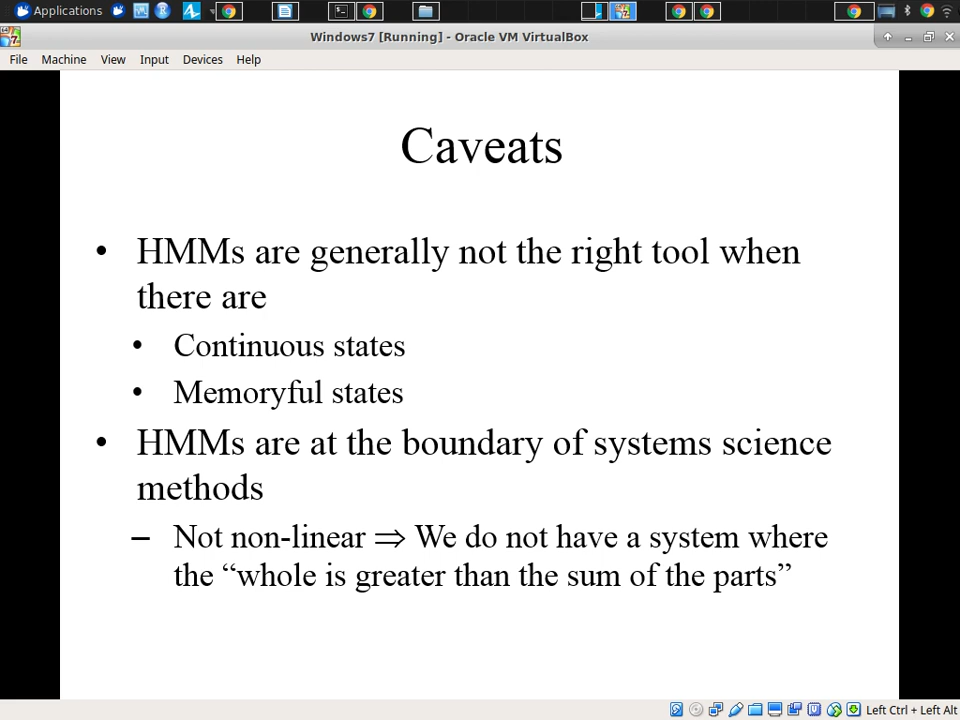 Applications
Windows7 [Running] - Oracle VM VirtualBox
File Machine View Input Devices Help
Caveats
• HMMs are generally not the right tool when
there are
• Continuous states
• Memoryful states
• HMMs are at the boundary of systems science
methods
– Not non-linear ⇒ We do not have a system where
the “whole is greater than the sum of the parts”
Left Ctrl + Left Alt